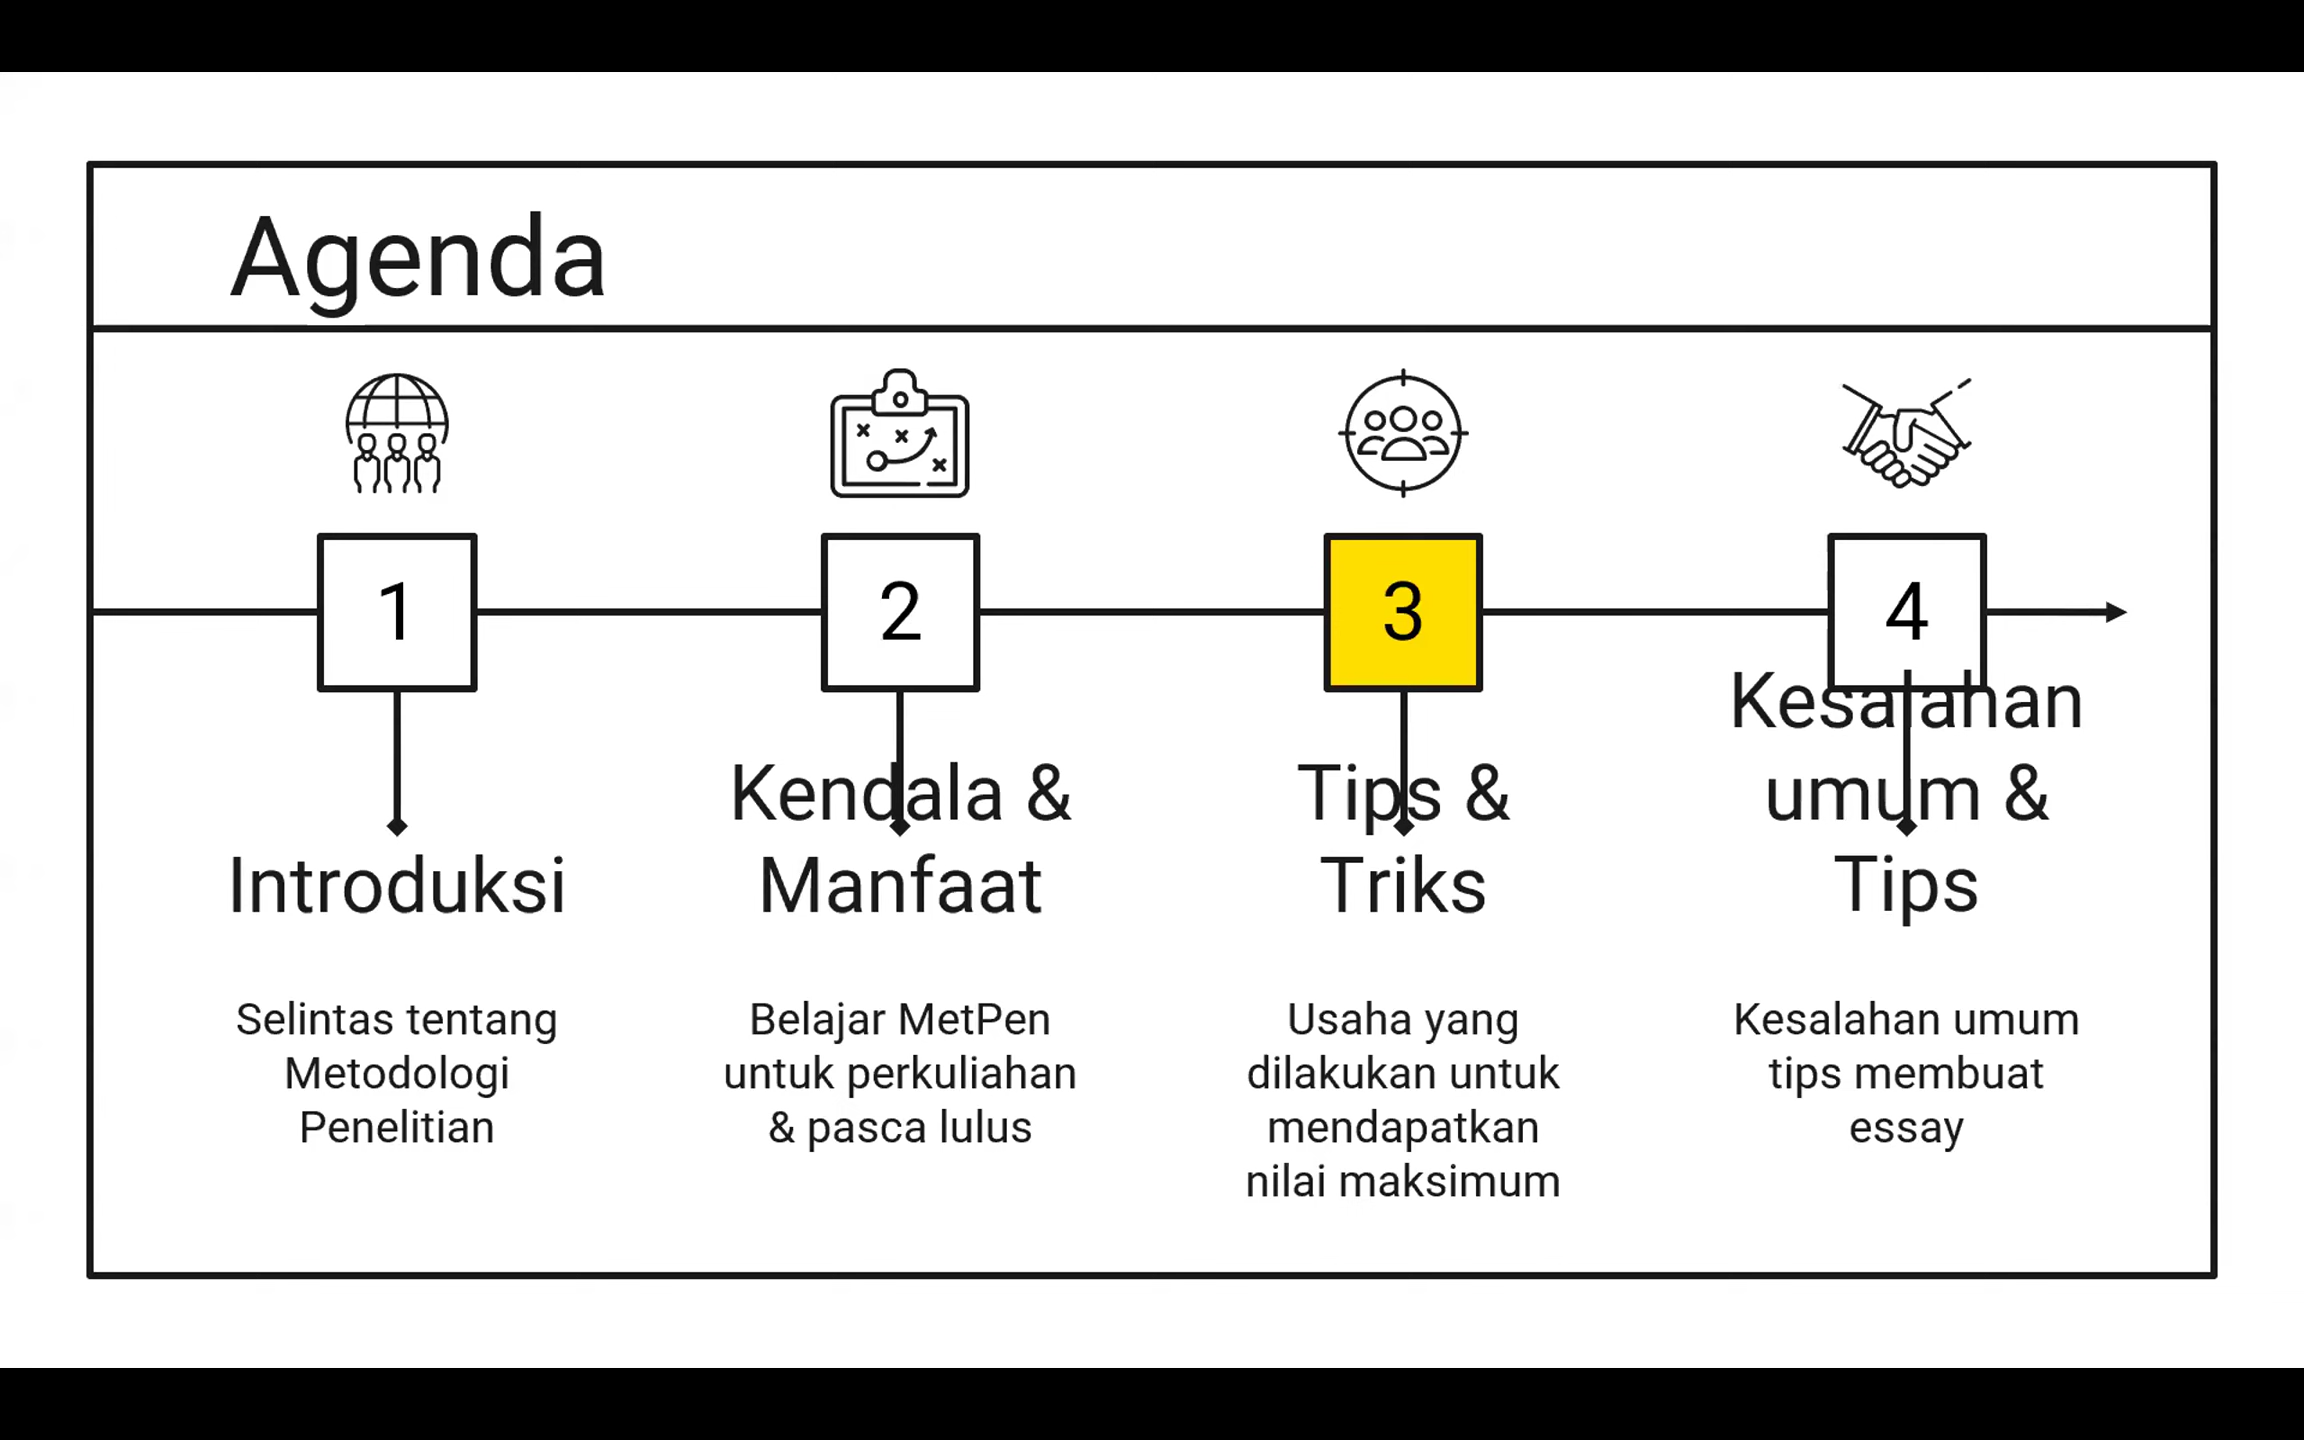 Agenda
1
2
3
4
Introduksi
Kendala &
Manfaat
Tips &
Triks
Kesalahan
umum &
Tips
Selintas tentang
Metodologi
Penelitian
Belajar MetPen
untuk perkuliahan
& pasca lulus
Usaha yang
dilakukan untuk
mendapatkan
nilai maksimum
Kesalahan umum
tips membuat
essay